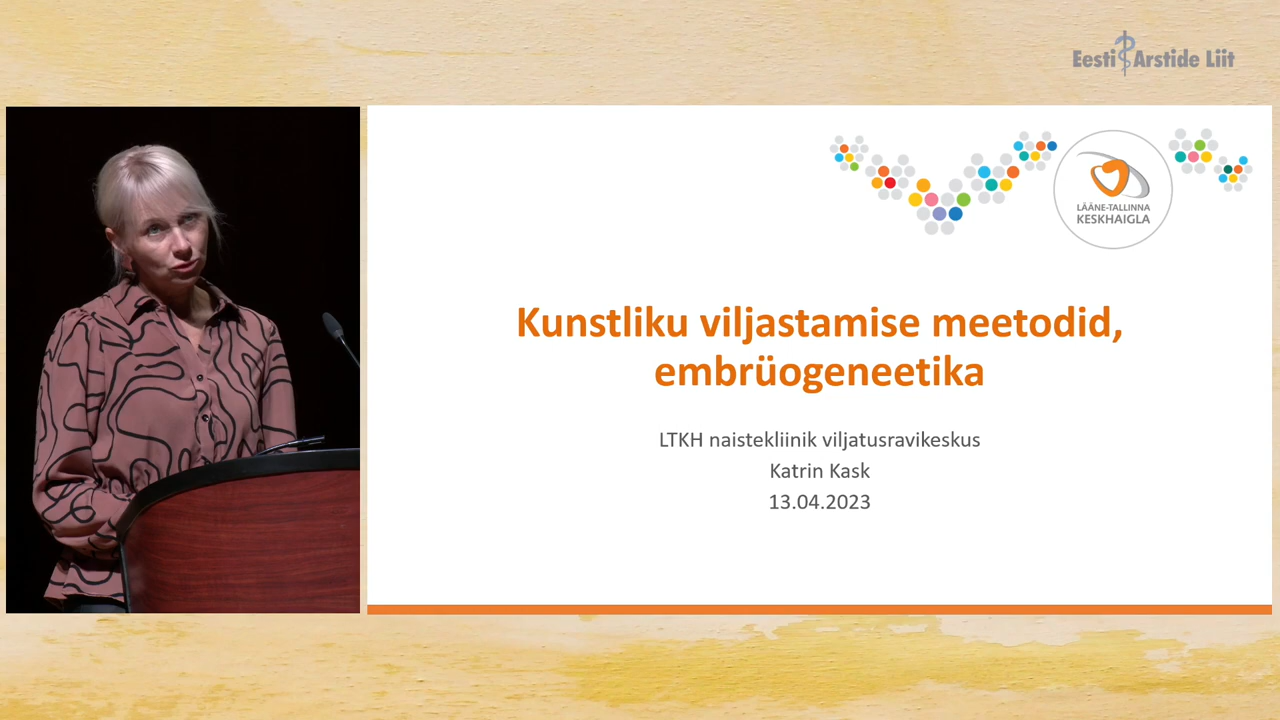 Eesti Arstide Liit
LÄÄNE-TALLINNA
KESKHAIGLA
Kunstliku viljastamise meetodid,
embrüogeneetika
LTKH naistekliinik viljatusravikeskus
Katrin Kask
13.04.2023